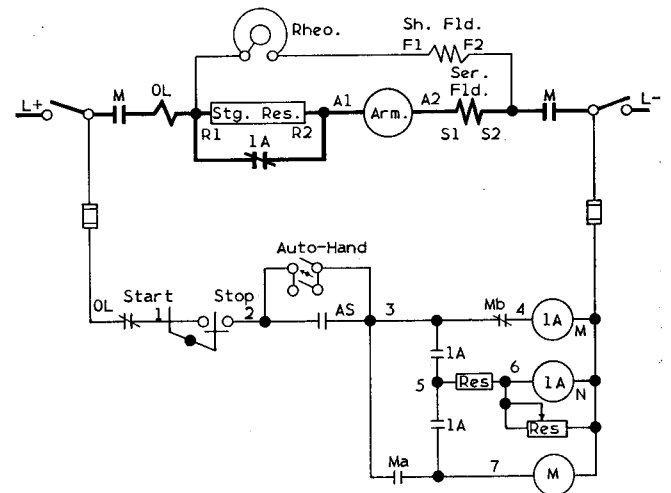 Rheo.
Sh. Fld.
F1 F2
Ser.
Fld.
L+ M OL Stg. Res. A1 Arm. A2 M L-
R1 R2 S1 S2
1A
Auto-Hand
OL Start Stop
1 2 AS 3 Mb 4 1A M
1A
5 Res 6 1A N
1A Res
Ma 7 M